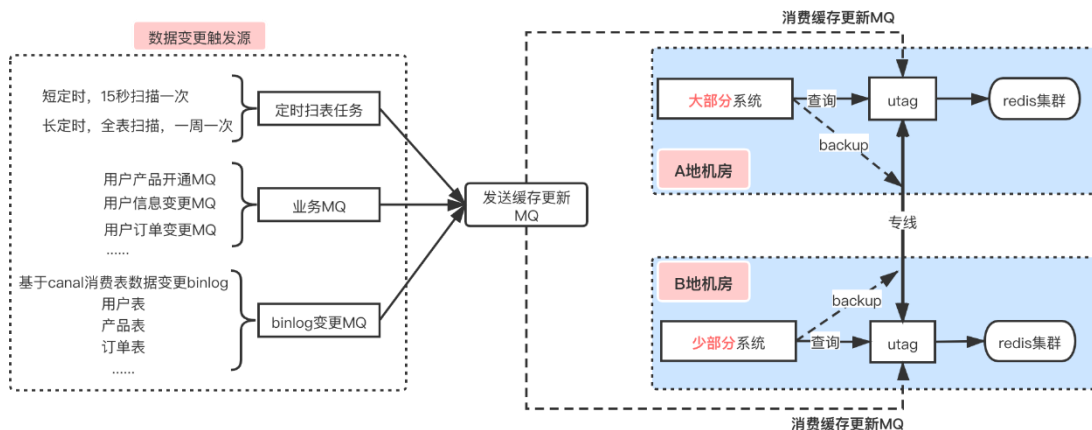 数据变更触发源
短定时，15秒扫描一次
长定时，全表扫描，一周一次
定时扫表任务
用户产品开通MQ
用户信息变更MQ
用户订单变更MQ
......
业务MQ
基于canal消费表数据变更binlog
用户表
产品表
订单表
......
binlog变更MQ
发送缓存更新
MQ
消费缓存更新MQ
大部分系统
查询
utag
redis集群
backup
A地机房
专线
B地机房
backup
少部分系统
查询
utag
redis集群
消费缓存更新MQ